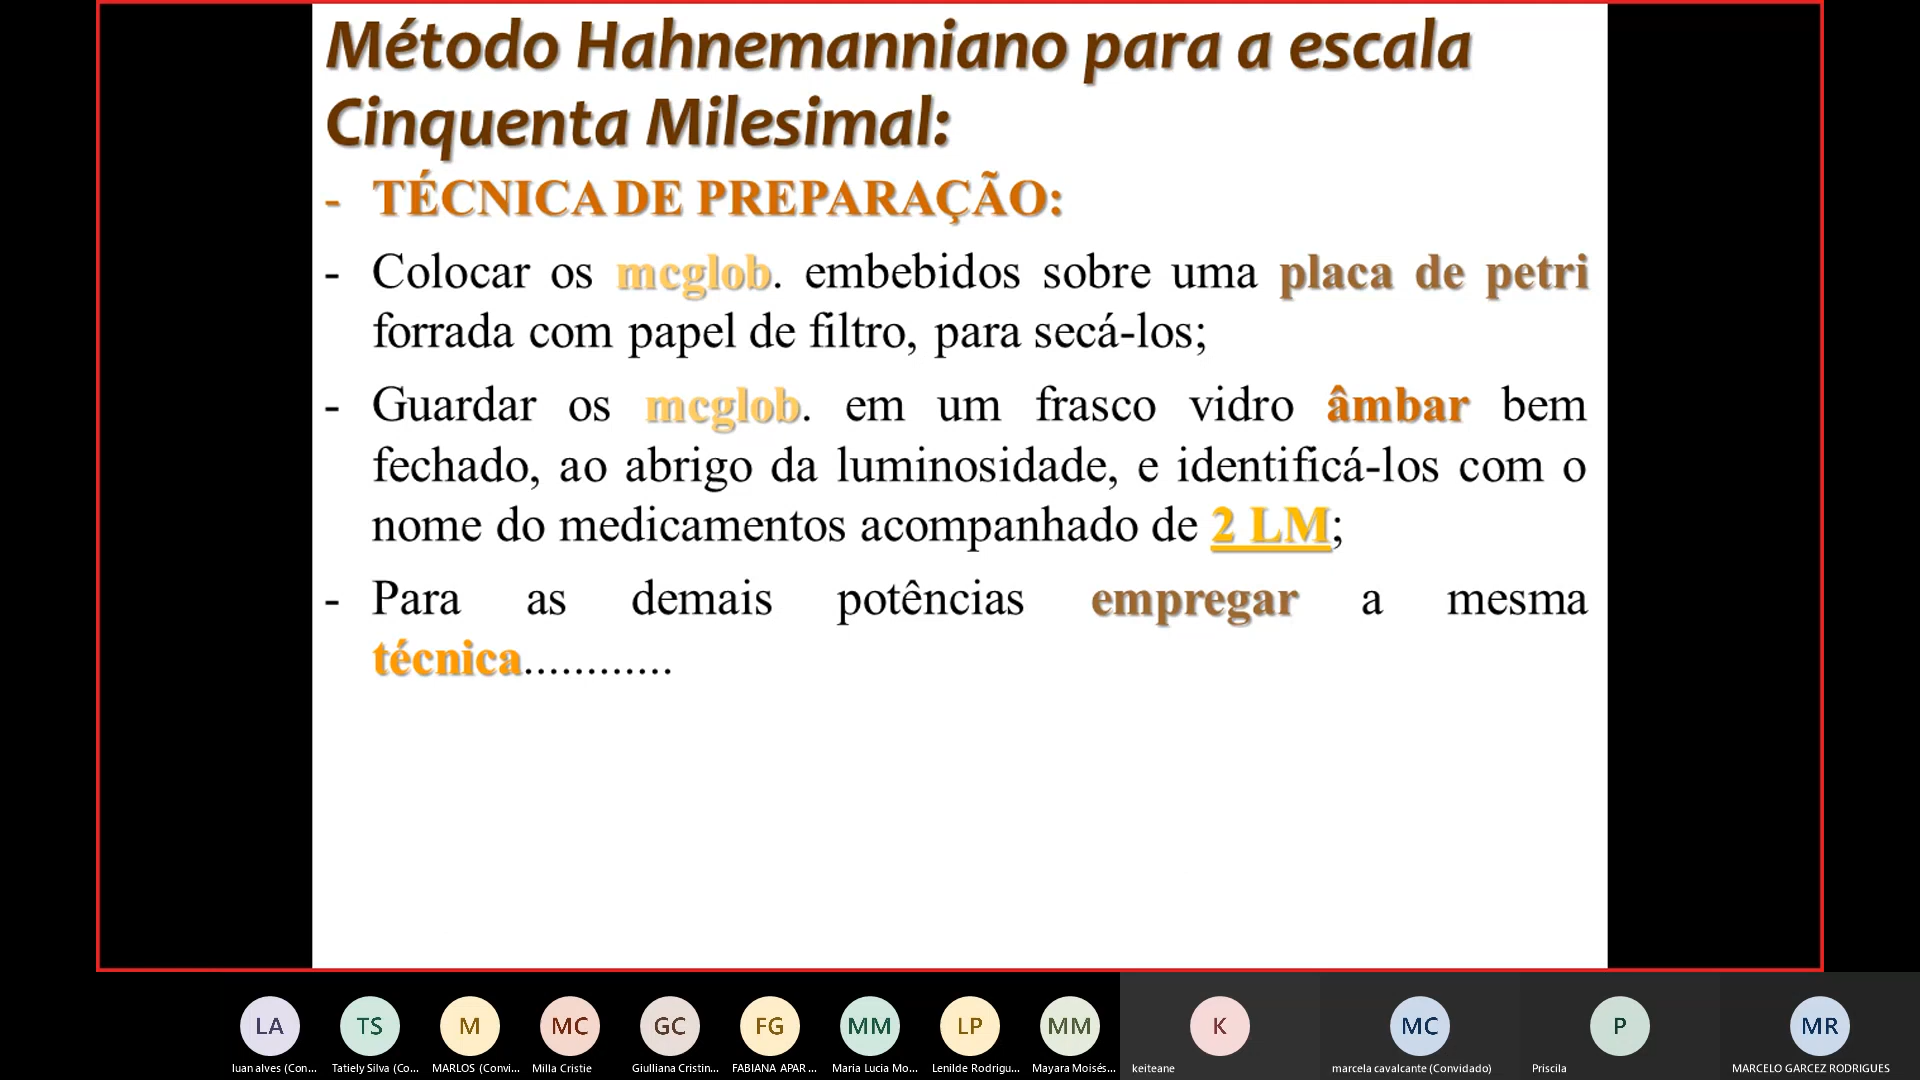 Método Hahnemanniano para a escala
Cinquenta Milesimal:
- TÉCNICA DE PREPARAÇÃO:
- Colocar os mcglob. embebidos sobre uma placa de petri
forrada com papel de filtro, para secá-los;
- Guardar os mcglob. em um frasco vidro âmbar bem
fechado, ao abrigo da luminosidade, e identificá-los com o
nome do medicamentos acompanhado de 2 LM;
- Para as demais potências empregar a mesma
técnica............
LA TS M MC GC FG MM LP MM K MC P MR
luan alves (Con... Tatiely Silva (Co... MARLOS (Convi... Milla Cristie Giulliana Cristin... FABIANA APAR... Maria Lucia Mo... Lenilde Rodrigu... Mayara Moisés... keiteane marcela cavalcante (Convidado) Priscila MARCELO GARCEZ RODRIGUES